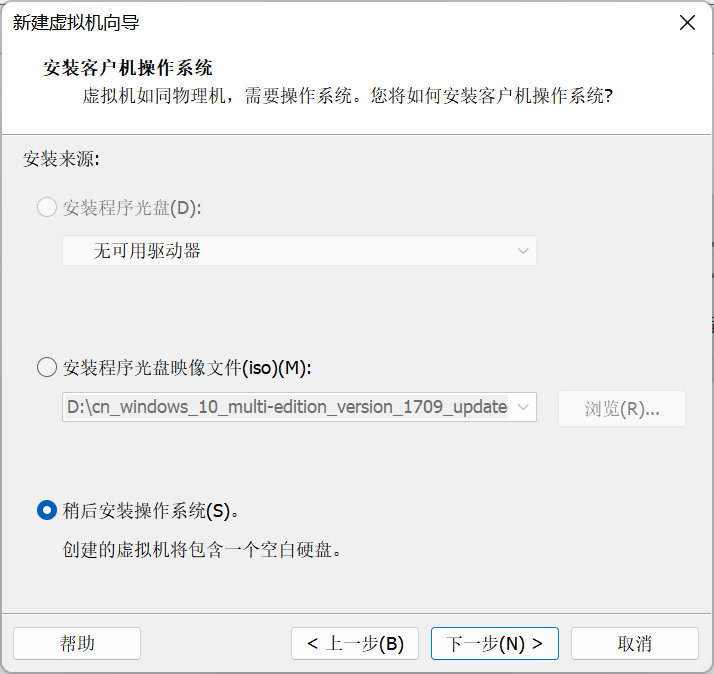 新建虚拟机向导
安装客户机操作系统
虚拟机如同物理机，需要操作系统。您将如何安装客户机操作系统?
安装来源:
安装程序光盘(D):
无可用驱动器
安装程序光盘映像文件(iso)(M):
D:\cn_windows_10_multi-edition_version_1709_update
浏览(R)...
稍后安装操作系统(S)。
创建的虚拟机将包含一个空白硬盘。
帮助
< 上一步(B)
下一步(N) >
取消